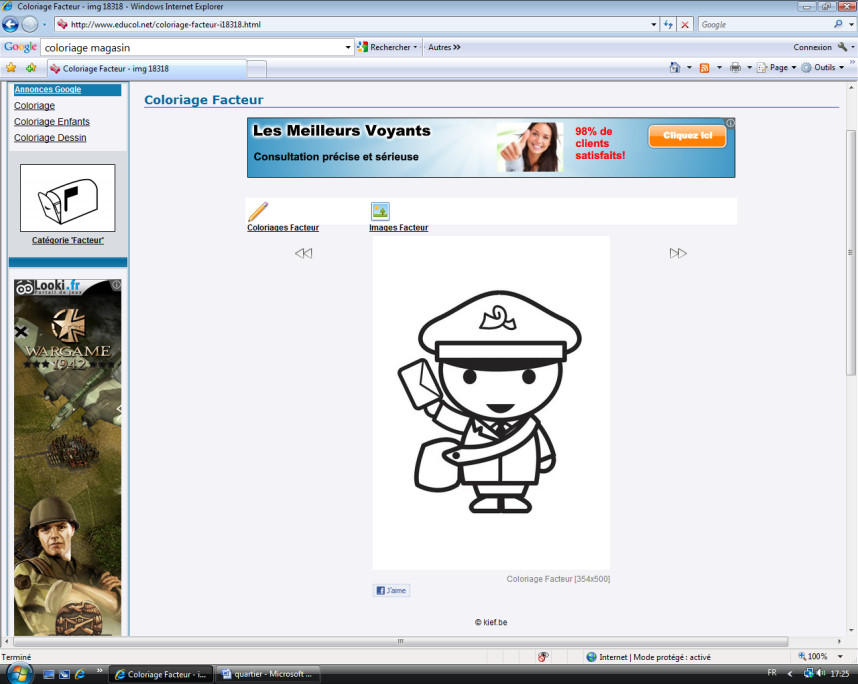 Coloriage Facteur - img 18318 - Windows Internet Explorer
http://www.educol.net/coloriage-facteur-i18318.html
Google
Google coloriage magasin Rechercher Autres >> Connexion
Coloriage Facteur - img 18318
Page Outils
Annonces Google
Coloriage
Coloriage Enfants
Coloriage Dessin
Catégorie 'Facteur'
Looki.fr
Portail de jeux
WARGAME
1942
Coloriage Facteur
Les Meilleurs Voyants
Consultation précise et sérieuse
98% de
clients
satisfaits!
Cliquez ici
Coloriages Facteur
Images Facteur
Coloriage Facteur [354x500]
J'aime
© kief.be
Terminé
Internet | Mode protégé : activé
100%
Coloriage Facteur - i...
quartier - Microsoft ...
FR
17:25